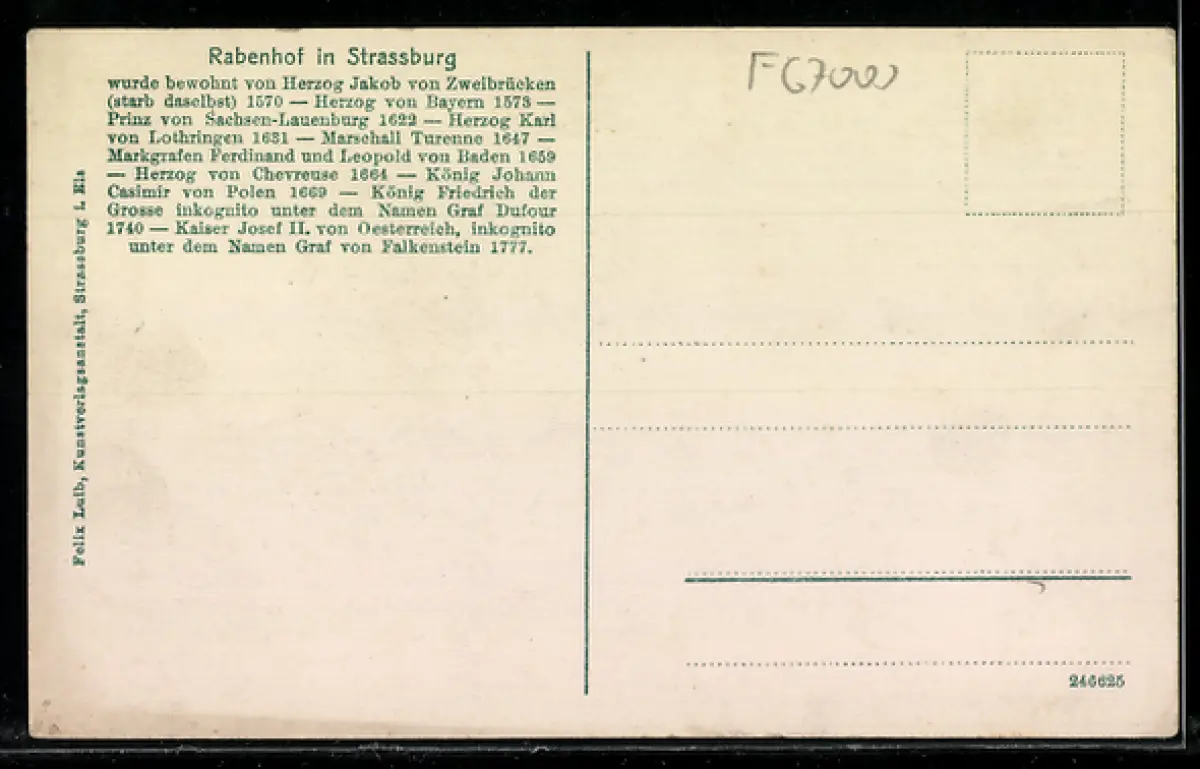 Rabenhof in Strassburg
wurde bewohnt von Herzog Jakob von Zweibrücken
(starb daselbst) 1570 — Herzog von Bayern 1573 —
Prinz von Sachsen-Lauenburg 1622 — Herzog Karl
von Lothringen 1631 — Marschall Turenne 1647 —
Markgrafen Ferdinand und Leopold von Baden 1659
— Herzog von Chevreuse 1664 — König Johann
Casimir von Polen 1669 — König Friedrich der
Grosse inkognito unter dem Namen Graf Dufour
1740 — Kaiser Josef II. von Oesterreich, inkognito
unter dem Namen Graf von Falkenstein 1777.
Felix Luib, Kunstverlagsanstalt, Strassburg i. Els
F67000
246625